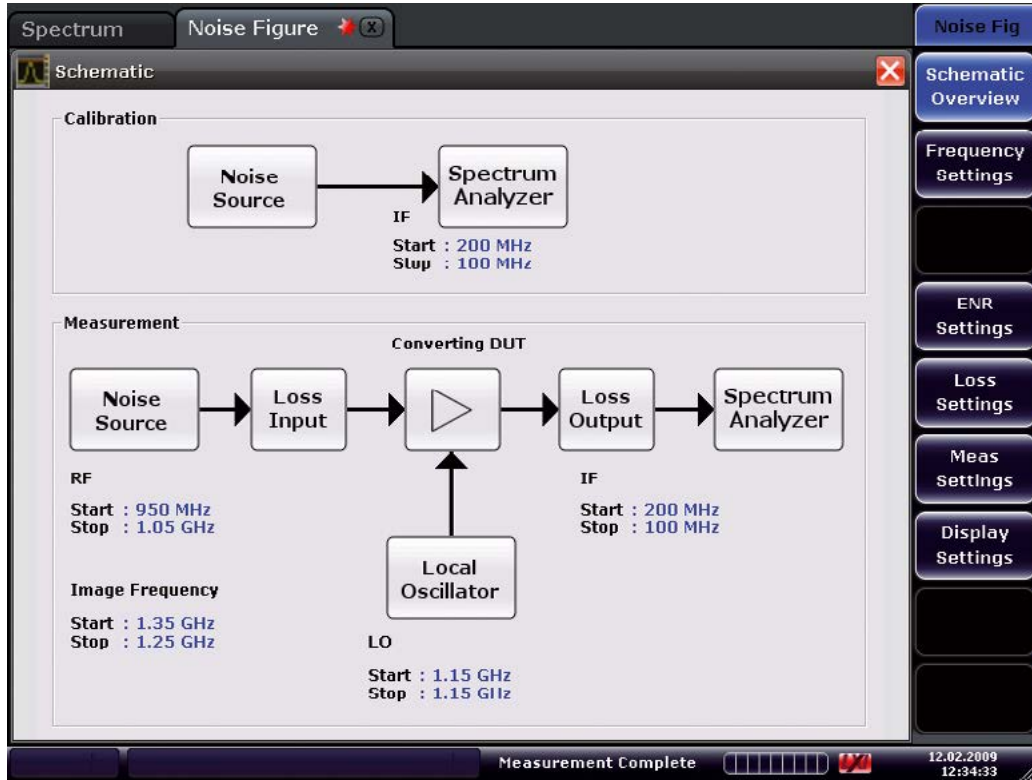 Spectrum
Noise Figure
Noise Fig
Schematic
Schematic
Overview
Frequency
Settings
ENR
Settings
Loss
Settings
Meas
Settings
Display
Settings
Calibration
Noise
Source
Spectrum
Analyzer
IF
Start : 200 MHz
Stop : 100 MHz
Measurement
Converting DUT
Noise
Source
Loss
Input
Loss
Output
Spectrum
Analyzer
RF
Start : 950 MHz
Stop : 1.05 GHz
IF
Start : 200 MHz
Stop : 100 MHz
Local
Oscillator
Image Frequency
Start : 1.35 GHz
Stop : 1.25 GHz
LO
Start : 1.15 GHz
Stop : 1.15 GHz
Measurement Complete
LXI
12.02.2009
12:34:33